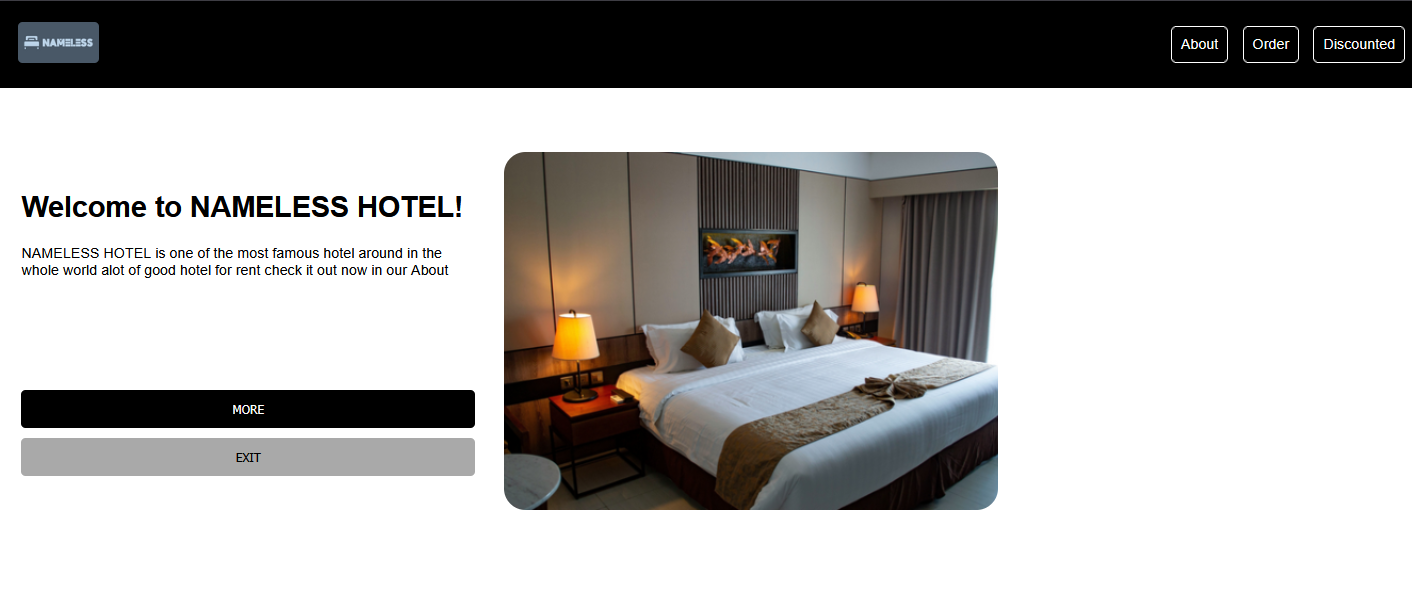 NAMELESS
About
Order
Discounted
Welcome to NAMELESS HOTEL!
NAMELESS HOTEL is one of the most famous hotel around in the
whole world alot of good hotel for rent check it out now in our About
MORE
EXIT